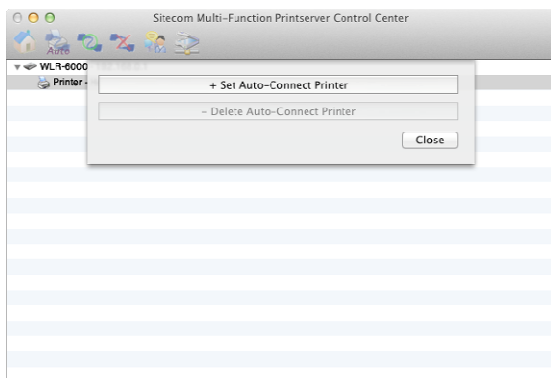 Sitecom Multi-Function Printserver Control Center
Auto
WLR-6000
Printer -
+ Set Auto-Connect Printer
- Delete Auto-Connect Printer
Close